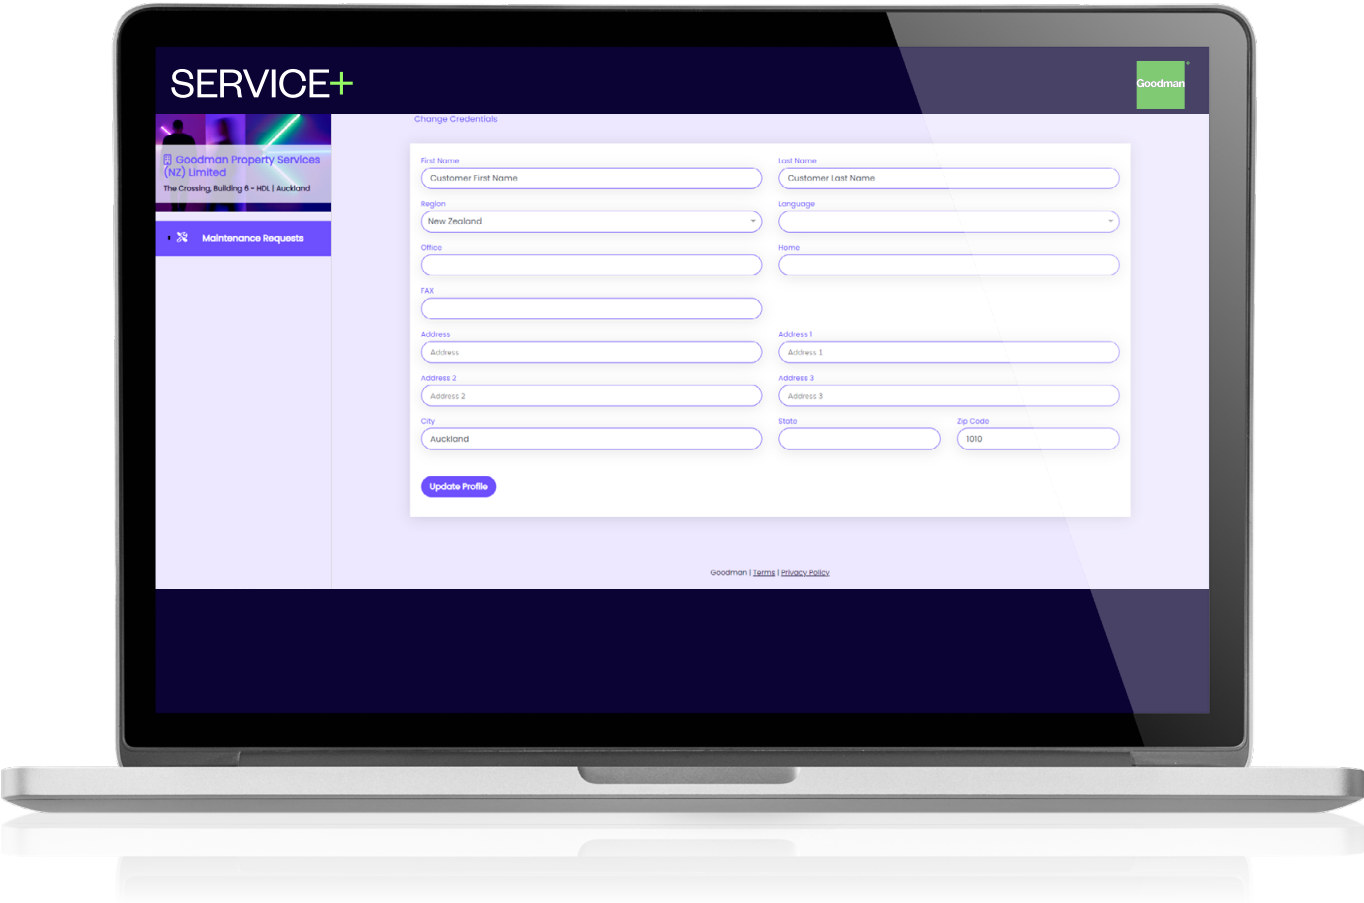 SERVICE+
Goodman
Goodman Property Services
(NZ) Limited
The Crossing, Building 6 - HDL | Auckland
Maintenance Requests
Change Credentials
First Name
Last Name
Customer First Name
Customer Last Name
Region
Language
New Zealand
Office
Home
FAX
Address
Address 1
Address
Address 1
Address 2
Address 3
Address 2
Address 3
City
State
Zip Code
Auckland
1010
Update Profile
Goodman | Terms | Privacy Policy